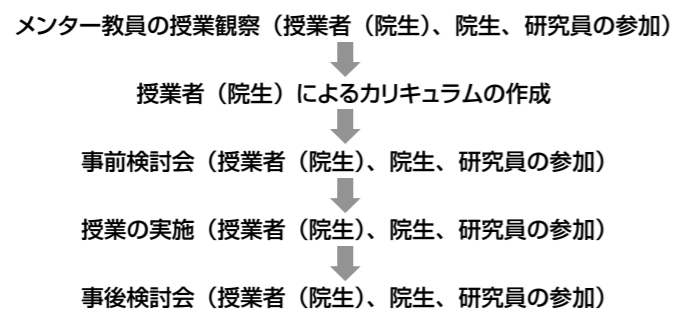 メンター教員の授業観察（授業者（院生）、院生、研究員の参加）
授業者（院生）によるカリキュラムの作成
事前検討会（授業者（院生）、院生、研究員の参加）
授業の実施（授業者（院生）、院生、研究員の参加）
事後検討会（授業者（院生）、院生、研究員の参加）